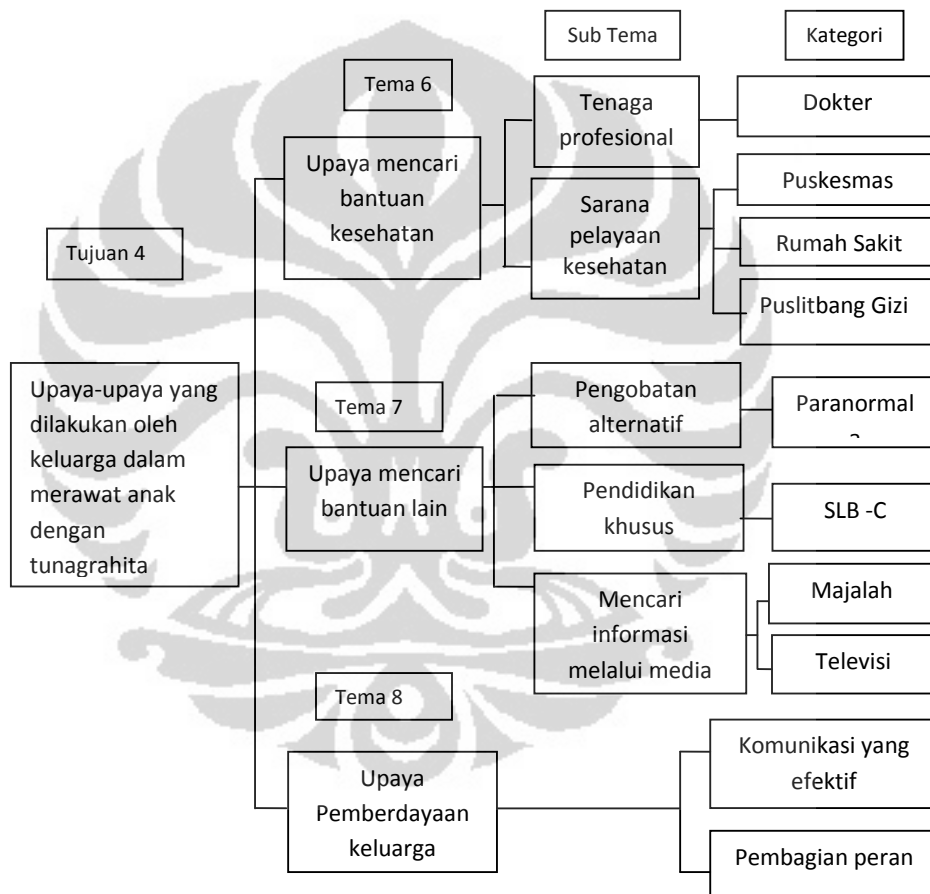 Sub Tema
Kategori
Tema 6
Tenaga
profesional
Dokter
Upaya mencari
bantuan
kesehatan
Puskesmas
Sarana
pelayaan
kesehatan
Rumah Sakit
Puslitbang Gizi
Tujuan 4
Upaya-upaya yang
dilakukan oleh
keluarga dalam
merawat anak
dengan
tunagrahita
Tema 7
Pengobatan
alternatif
Paranormal
Upaya mencari
bantuan lain
Pendidikan
khusus
SLB -C
Mencari
informasi
melalui media
Majalah
Televisi
Tema 8
Upaya
Pemberdayaan
keluarga
Komunikasi yang
efektif
Pembagian peran